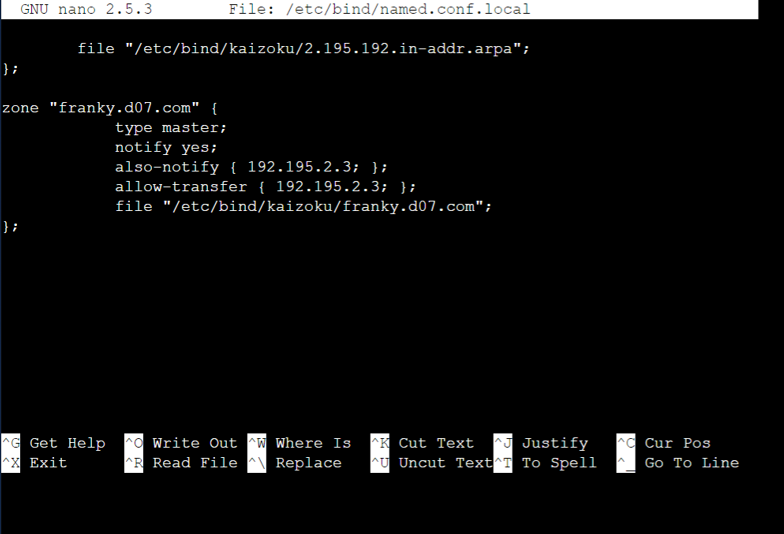 GNU nano 2.5.3 File: /etc/bind/named.conf.local
file "/etc/bind/kaizoku/2.195.192.in-addr.arpa";
};
zone "franky.d07.com" {
type master;
notify yes;
also-notify { 192.195.2.3; };
allow-transfer { 192.195.2.3; };
file "/etc/bind/kaizoku/franky.d07.com";
};
^G Get Help ^O Write Out ^W Where Is ^K Cut Text ^J Justify ^C Cur Pos
^X Exit ^R Read File ^\ Replace ^U Uncut Text ^T To Spell ^_ Go To Line